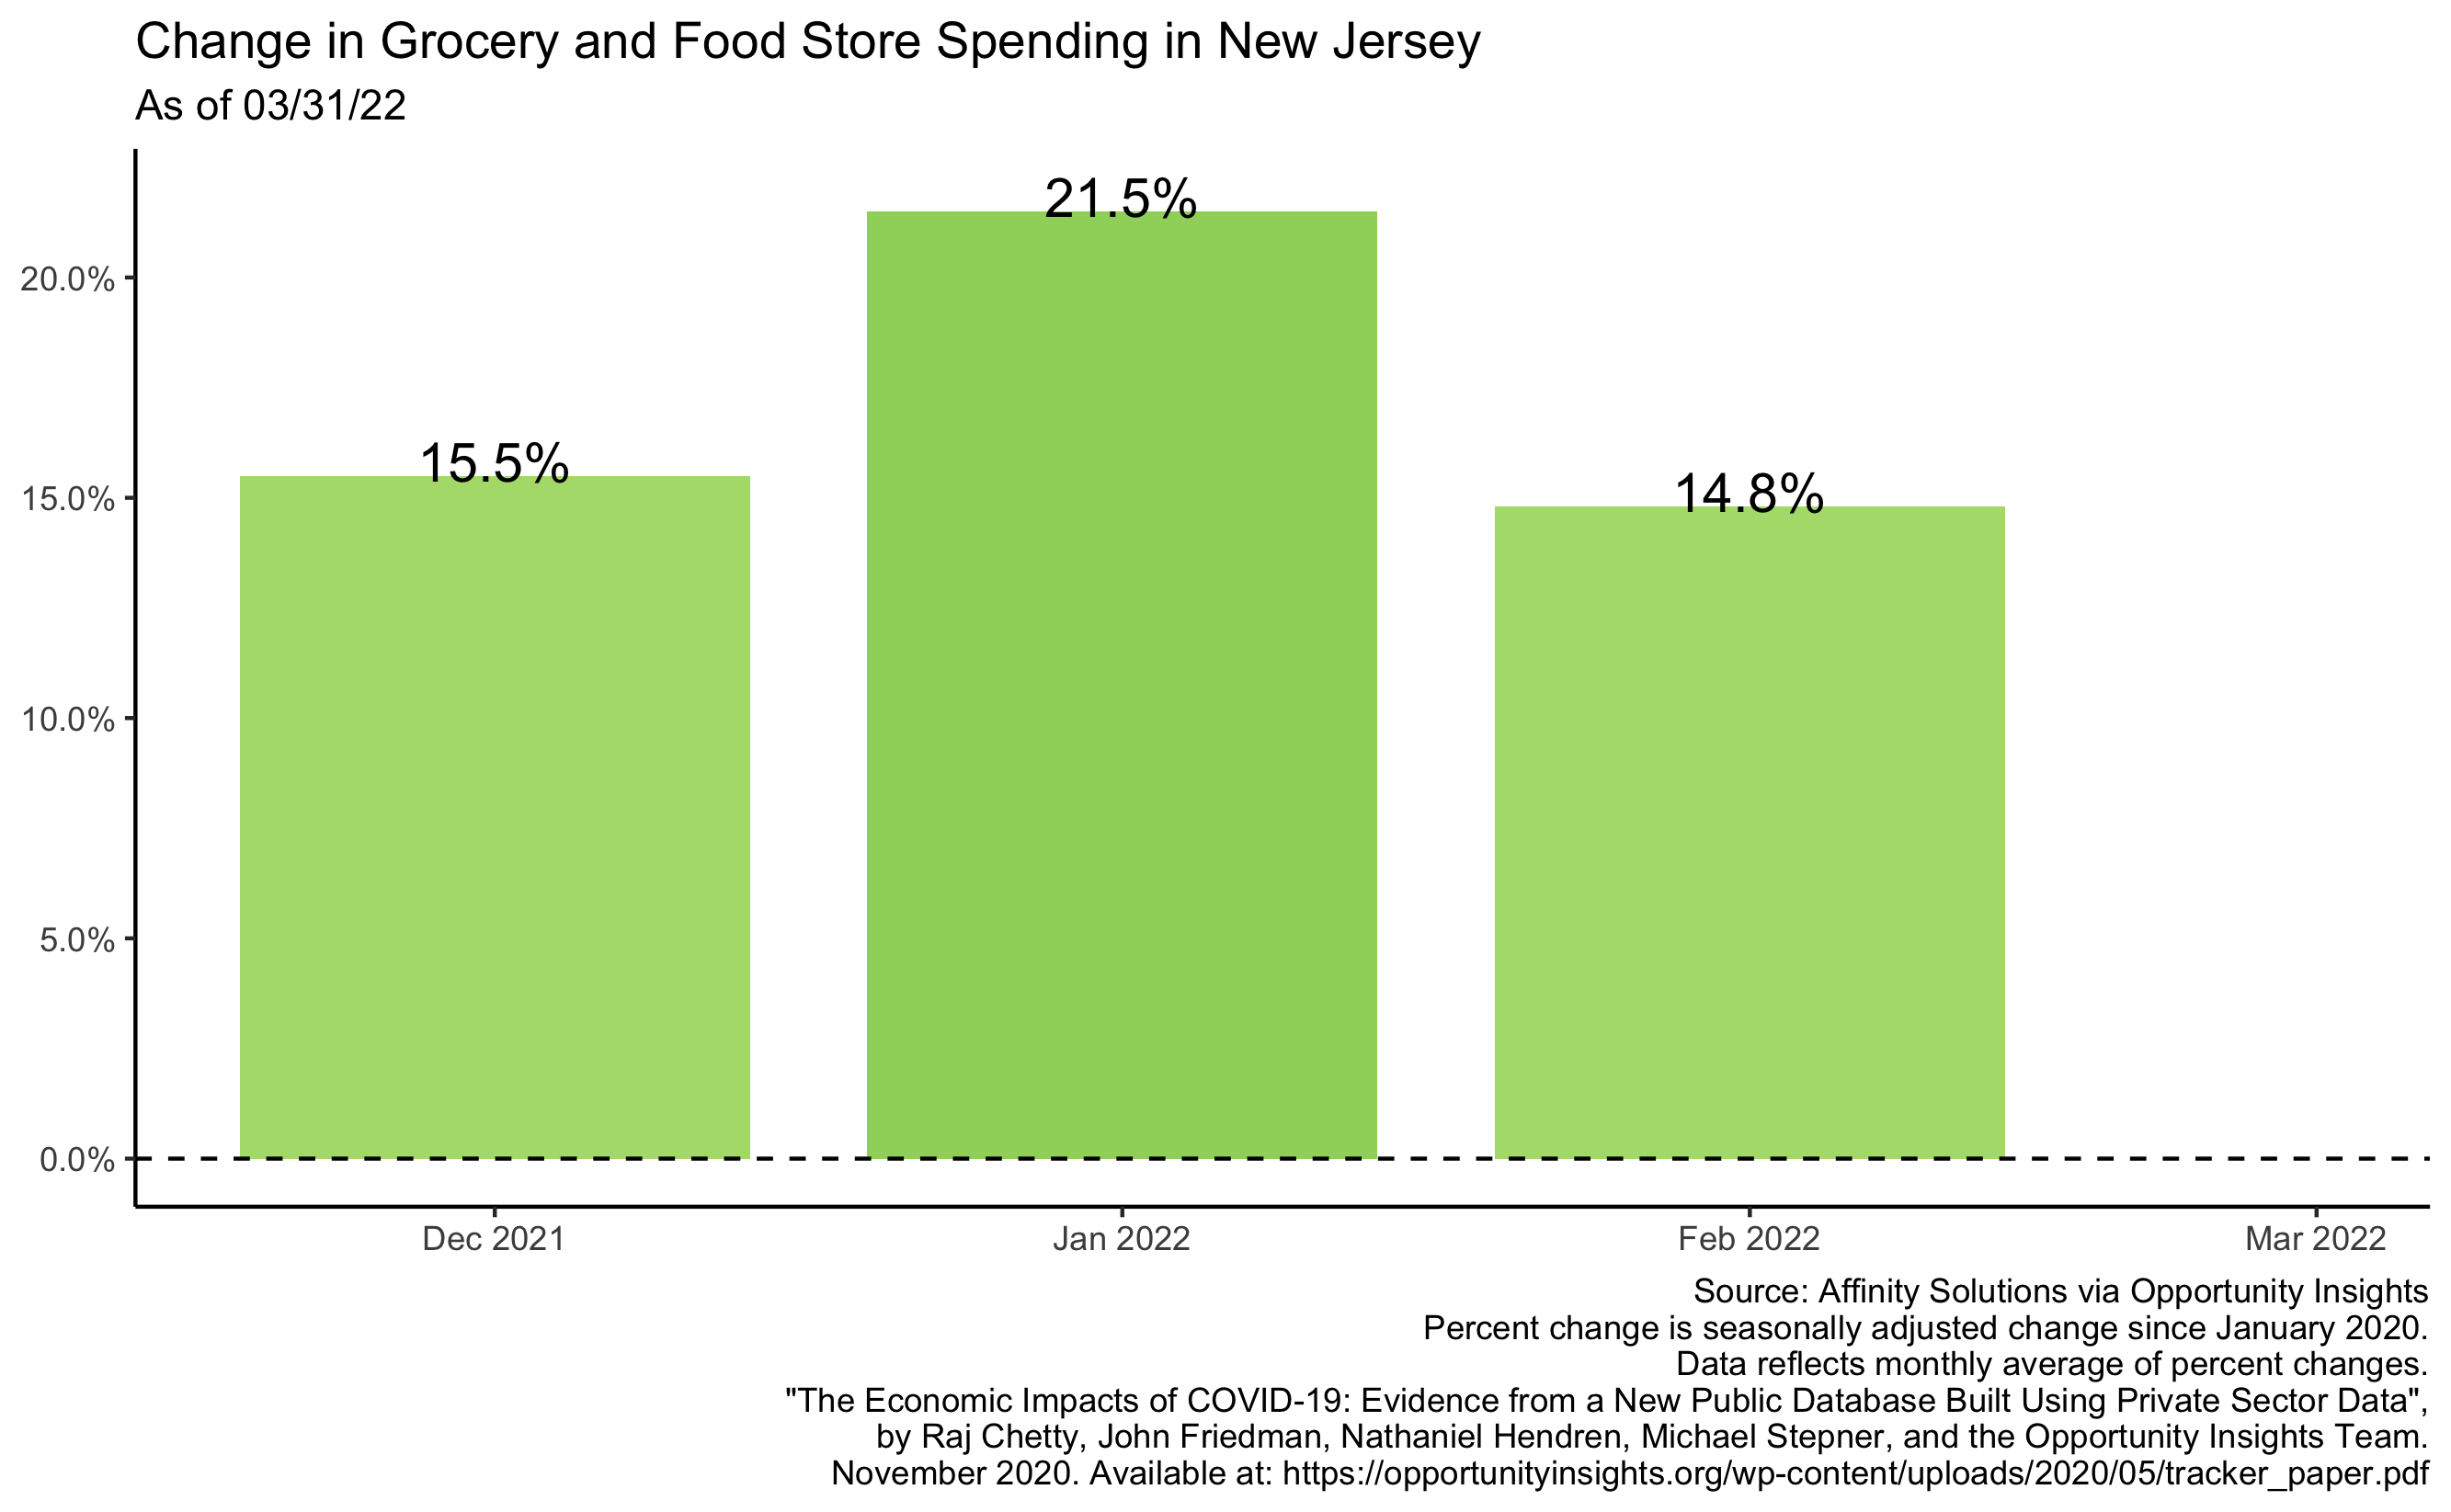 Change in Grocery and Food Store Spending in New Jersey
As of 03/31/22
21.5%
20.0%
15.5%
15.0%
14.8%
10.0%
5.0%
0.0%
Dec 2021
Jan 2022
Feb 2022
Mar 2022
Source: Affinity Solutions via Opportunity Insights
Percent change is seasonally adjusted change since January 2020.
Data reflects monthly average of percent changes.
"The Economic Impacts of COVID-19: Evidence from a New Public Database Built Using Private Sector Data",
by Raj Chetty, John Friedman, Nathaniel Hendren, Michael Stepner, and the Opportunity Insights Team.
November 2020. Available at: https://opportunityinsights.org/wp-content/uploads/2020/05/tracker_paper.pdf